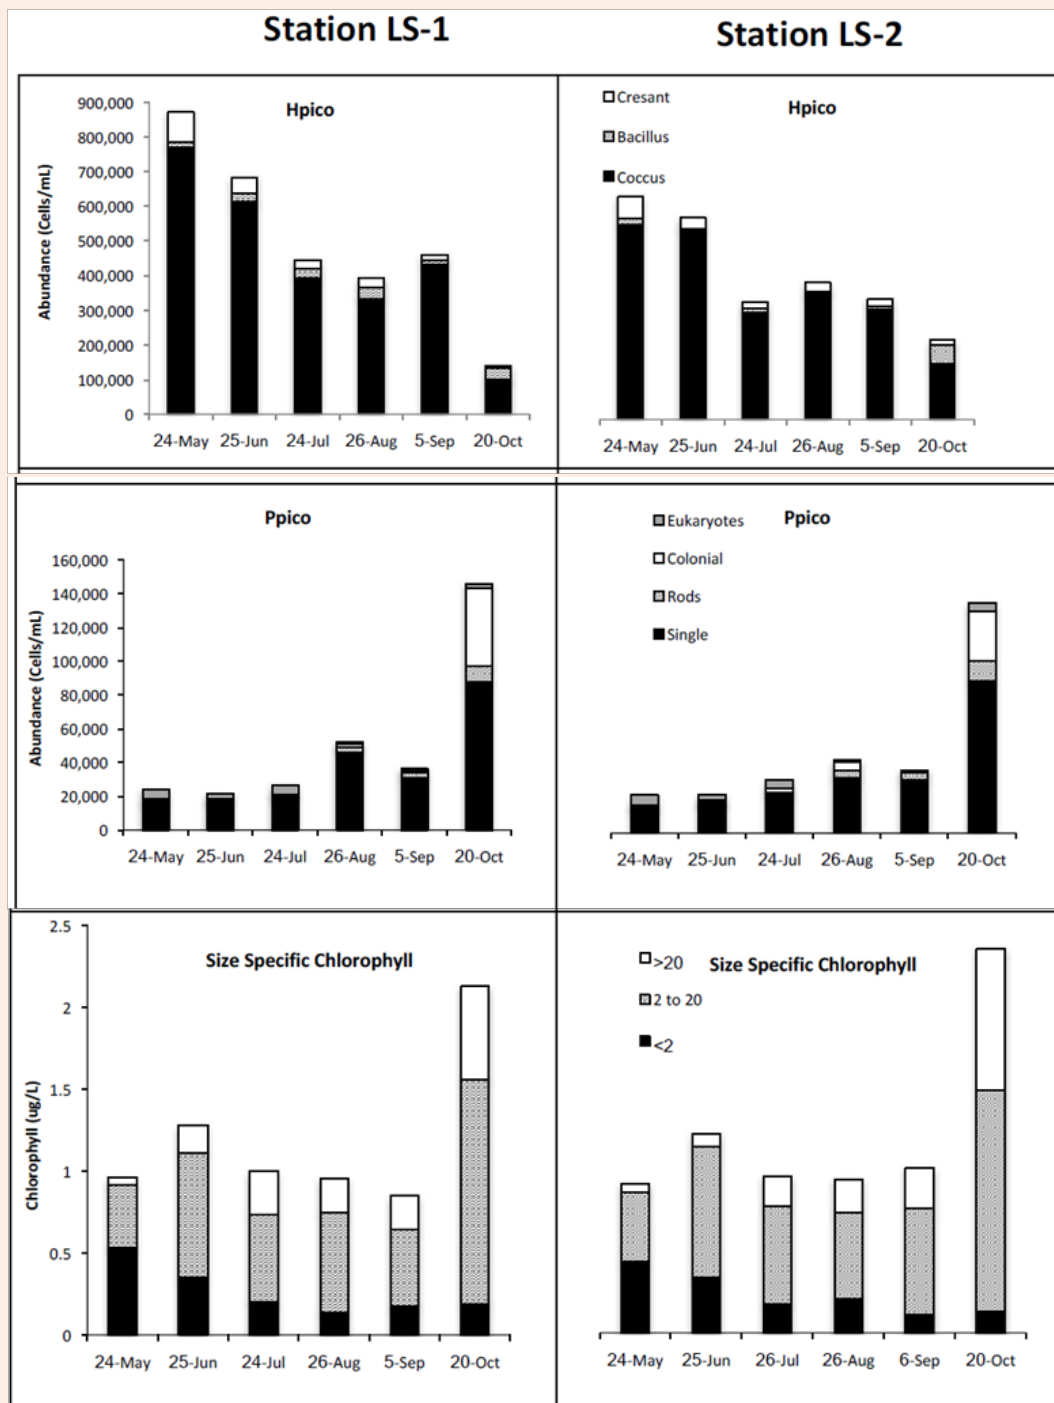 Station LS-1
Station LS-2
Hpico
900,000
800,000
700,000
600,000
500,000
400,000
300,000
200,000
100,000
0
Abundance (Cells/mL)
24-May 25-Jun 24-Jul 26-Aug 5-Sep 20-Oct
Cresant
Bacillus
Coccus
Hpico
24-May 25-Jun 24-Jul 26-Aug 5-Sep 20-Oct
Ppico
160,000
140,000
120,000
100,000
80,000
60,000
40,000
20,000
0
Abundance (Cells/mL)
24-May 25-Jun 24-Jul 26-Aug 5-Sep 20-Oct
Eukaryotes
Colonial
Rods
Single
Ppico
24-May 25-Jun 24-Jul 26-Aug 5-Sep 20-Oct
Size Specific Chlorophyll
2.5
2
1.5
1
0.5
0
Chlorophyll (ug/L)
24-May 25-Jun 24-Jul 26-Aug 5-Sep 20-Oct
>20
2 to 20
<2
Size Specific Chlorophyll
24-May 25-Jun 26-Jul 26-Aug 6-Sep 20-Oct